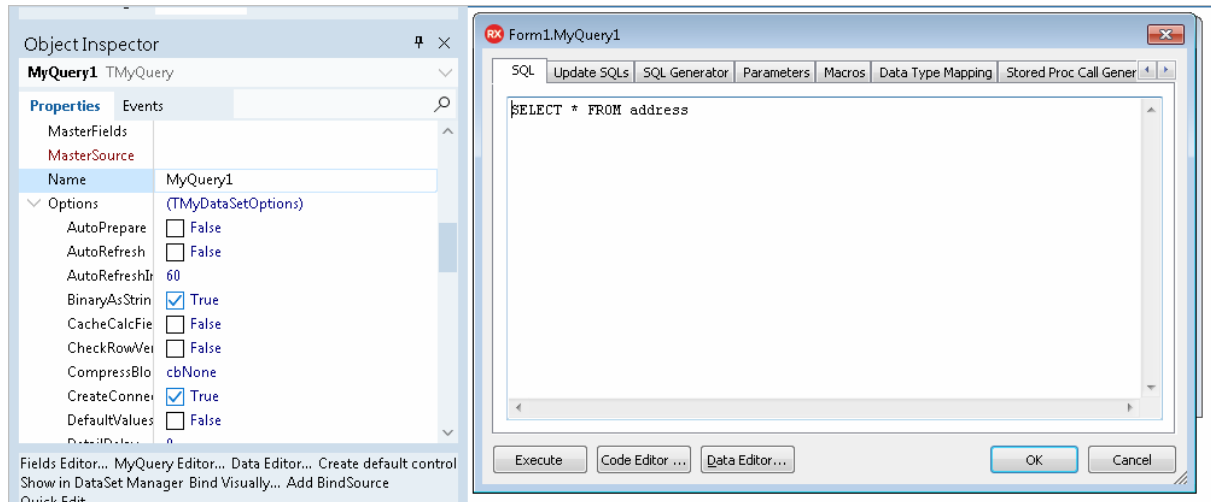 Object Inspector
MyQuery1 TMyQuery
Properties Events
MasterFields
MasterSource
Name MyQuery1
Options (TMyDataSetOptions)
AutoPrepare False
AutoRefresh False
AutoRefreshIr 60
BinaryAsStrin True
CacheCalcFie False
CheckRowVer False
CompressBlo cbNone
CreateConne True
DefaultValues False
Fields Editor... MyQuery Editor... Data Editor... Create default control
Show in DataSet Manager Bind Visually... Add BindSource
Quick Edit
RX Form1.MyQuery1
SQL Update SQLs SQL Generator Parameters Macros Data Type Mapping Stored Proc Call Gener
SELECT * FROM address
Execute Code Editor ... Data Editor... OK Cancel